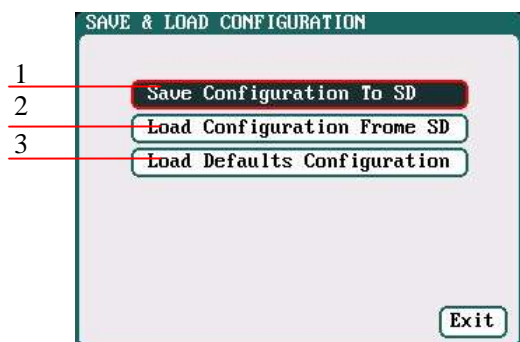 SAVE & LOAD CONFIGURATION
1
Save Configuration To SD
2
Load Configuration Frome SD
3
Load Defaults Configuration
Exit